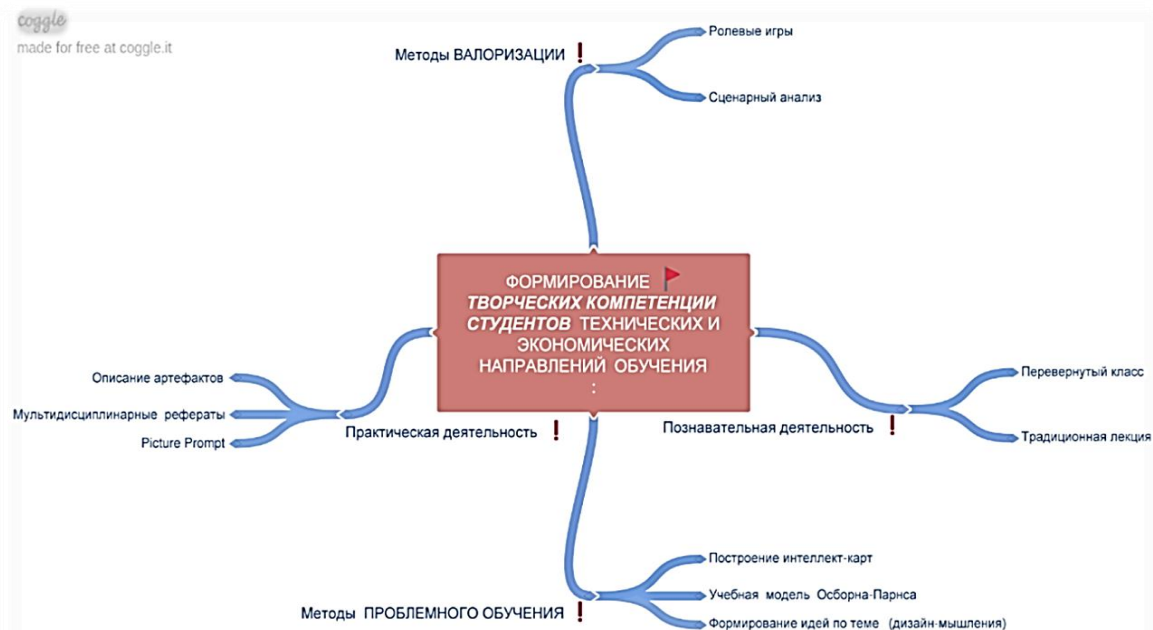 coggle
made for free at coggle.it
Методы ВАЛОРИЗАЦИИ
Ролевые игры
Сценарный анализ
ФОРМИРОВАНИЕ
ТВОРЧЕСКИХ КОМПЕТЕНЦИИ
СТУДЕНТОВ ТЕХНИЧЕСКИХ И
ЭКОНОМИЧЕСКИХ
НАПРАВЛЕНИЙ ОБУЧЕНИЯ
:
Описание артефактов
Мультидисциплинарные рефераты
Picture Prompt
Практическая деятельность
Познавательная деятельность
Перевернутый класс
Традиционная лекция
Методы ПРОБЛЕМНОГО ОБУЧЕНИЯ
Построение интеллект-карт
Учебная модель Осборна-Парнса
Формирование идей по теме (дизайн-мышления)